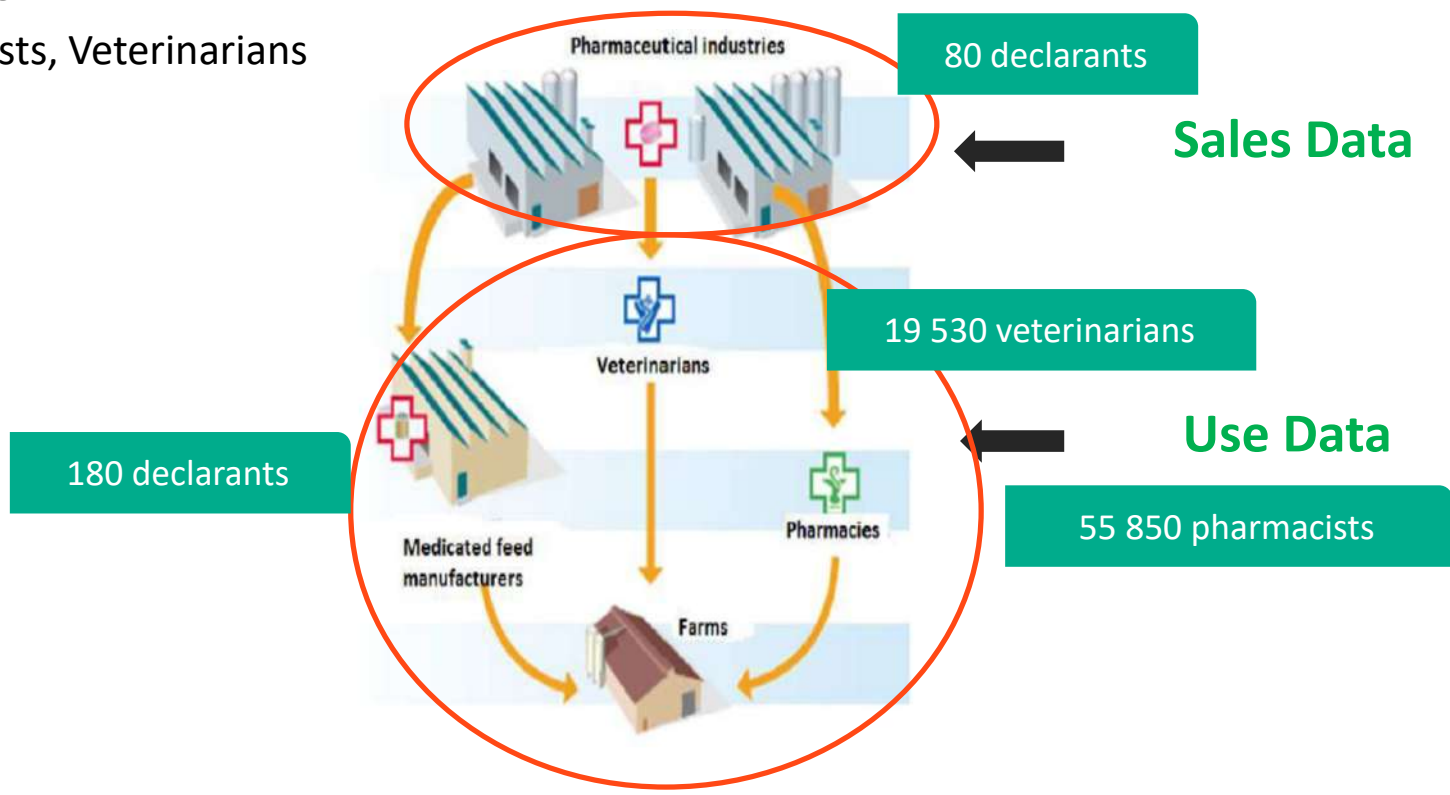 sts, Veterinarians
Pharmaceutical industries
80 declarants
Sales Data
19 530 veterinarians
Veterinarians
Use Data
180 declarants
Pharmacies
55 850 pharmacists
Medicated feed
manufacturers
Farms